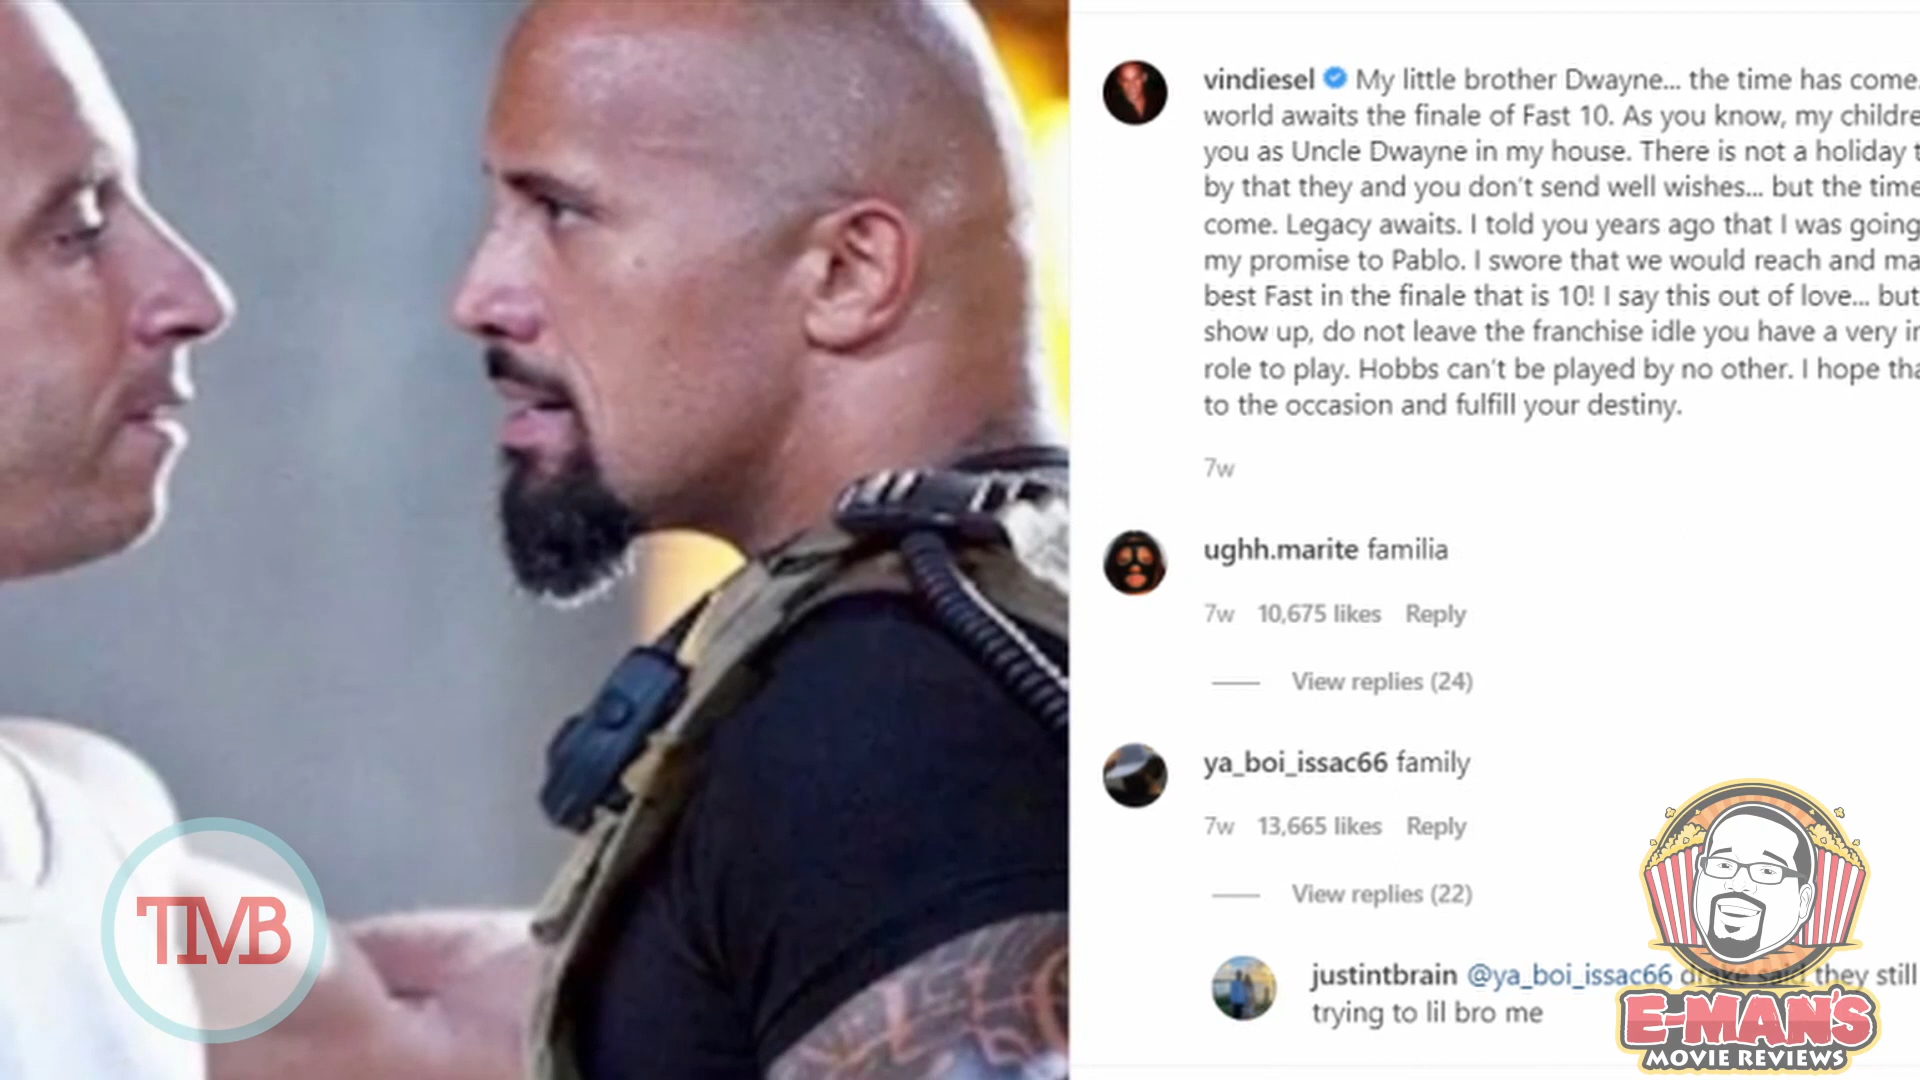 vindiesel My little brother Dwayne... the time has come.
world awaits the finale of Fast 10. As you know, my childre
you as Uncle Dwayne in my house. There is not a holiday t
by that they and you don't send well wishes... but the time
come. Legacy awaits. I told you years ago that I was going
my promise to Pablo. I swore that we would reach and ma
best Fast in the finale that is 10! I say this out of love... but
show up, do not leave the franchise idle you have a very i
role to play. Hobbs can't be played by no other. I hope tha
to the occasion and fulfill your destiny.
7w
ughh.marite familia
7w 10,675 likes Reply
View replies (24)
ya_boi_issac66 family
7w 13,665 likes Reply
View replies (22)
justintbrain @ya_boi_issac66 drake said they still
trying to lil bro me
TMB
E-MAN'S
MOVIE REVIEWS